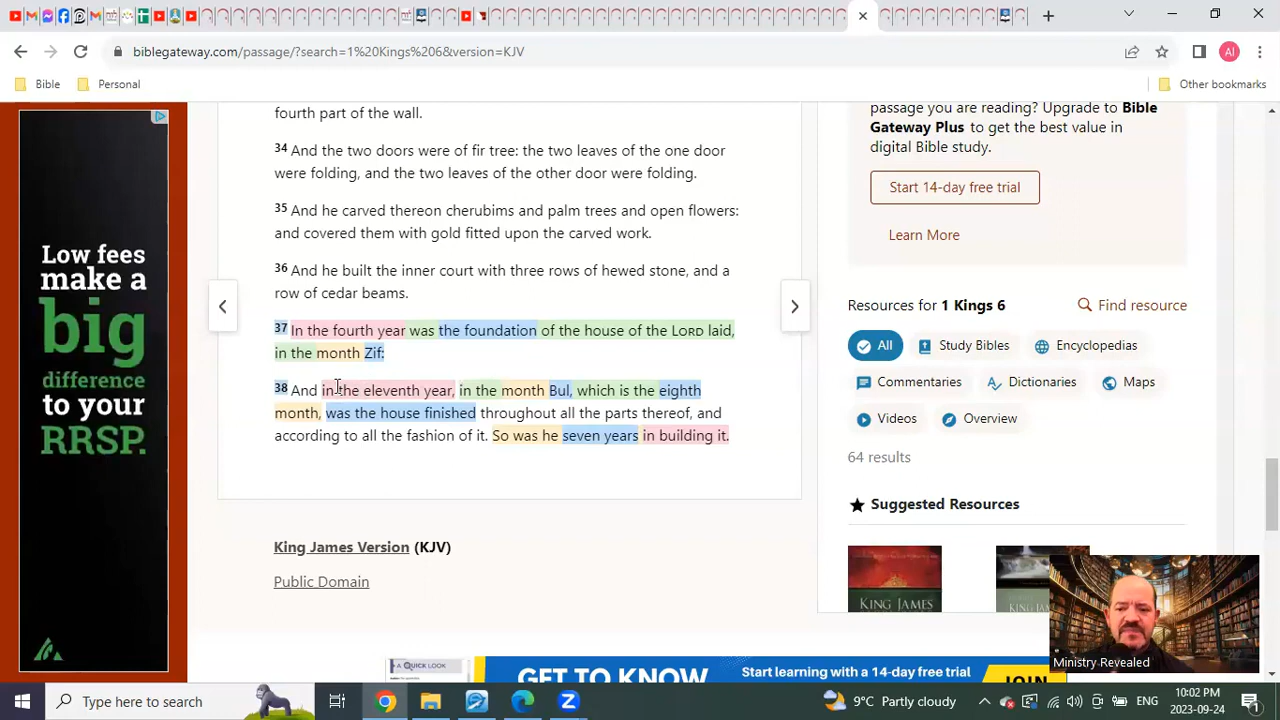 biblegateway.com/passage/?search=1%20Kings%206&version=KJV
AI
Bible
Personal
Other bookmarks
Low fees
make a
big
difference
to your
RRSP.
fourth part of the wall.
34 And the two doors were of fir tree: the two leaves of the one door
were folding, and the two leaves of the other door were folding.
35 And he carved thereon cherubims and palm trees and open flowers:
and covered them with gold fitted upon the carved work.
36 And he built the inner court with three rows of hewed stone, and a
row of cedar beams.
37 In the fourth year was the foundation of the house of the LORD laid,
in the month Zif:
38 And in the eleventh year, in the month Bul, which is the eighth
month, was the house finished throughout all the parts thereof, and
according to all the fashion of it. So was he seven years in building it.
King James Version (KJV)
Public Domain
passage you are reading? Upgrade to Bible
Gateway Plus to get the best value in
digital Bible study.
Start 14-day free trial
Learn More
Resources for 1 Kings 6
Find resource
All
Study Bibles
Encyclopedias
Commentaries
Dictionaries
Maps
Videos
Overview
64 results
Suggested Resources
KING JAMES
KING JAM
Ministry Revealed
A QUICK LOOK
GET TO KNOW
Start learning with a 14-day free trial
JOIN
Type here to search
9°C Partly cloudy
ENG
10:02 PM
2023-09-24